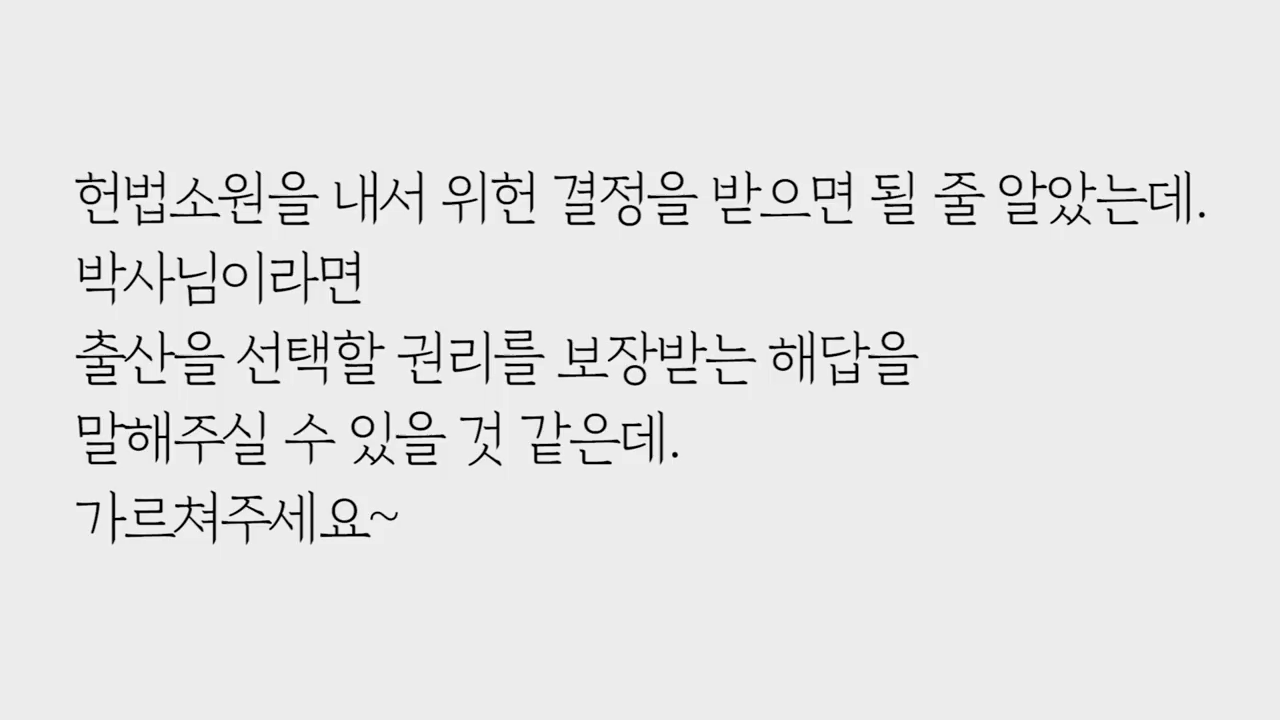 헌법소원을 내서 위헌 결정을 받으면 될 줄 알았는데.
박사님이라면
출산을 선택할 권리를 보장받는 해답을
말해주실 수 있을 것 같은데.
가르쳐주세요~